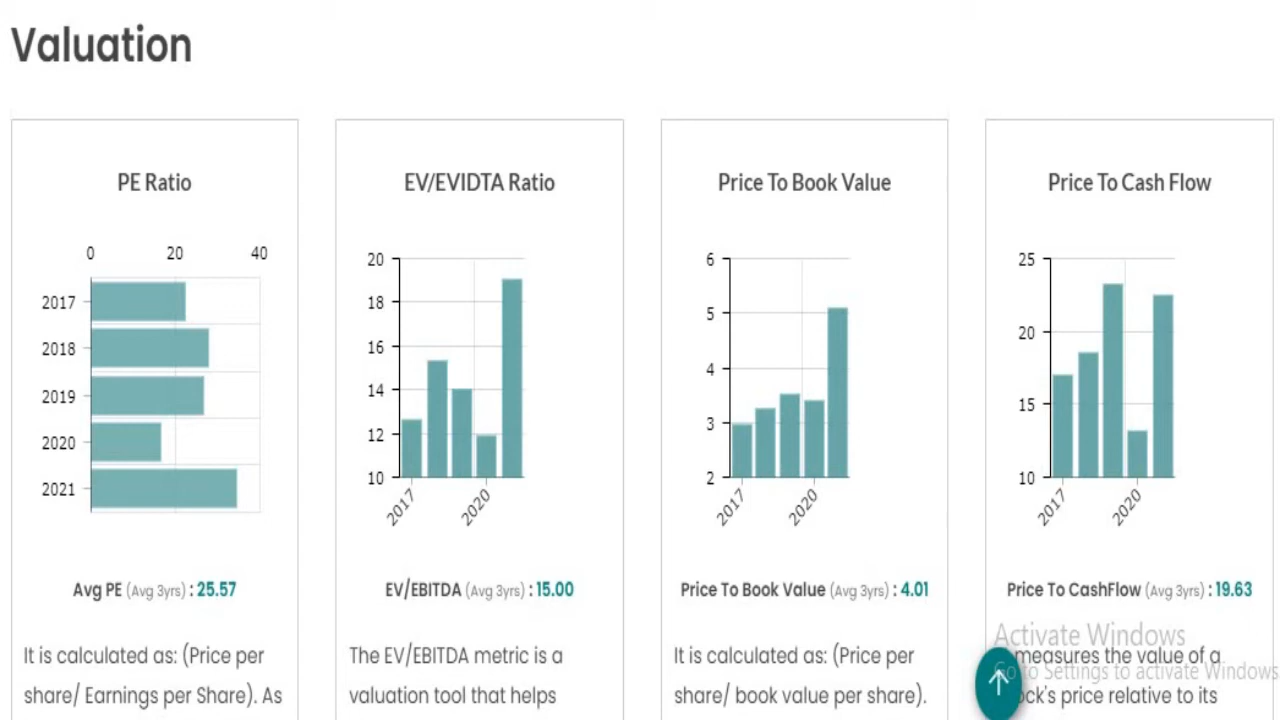 Valuation
PE Ratio
0 20 40
2017
2018
2019
2020
2021
Avg PE (Avg 3yrs) : 25.57
It is calculated as: (Price per
share/ Earnings per Share). As
EV/EVIDTA Ratio
20
18
16
14
12
10
2017 2020
EV/EBITDA (Avg 3yrs) : 15.00
The EV/EBITDA metric is a
valuation tool that helps
Price To Book Value
6
5
4
3
2
2017 2020
Price To Book Value (Avg 3yrs) : 4.01
It is calculated as: (Price per
share/ book value per share).
Price To Cash Flow
25
20
15
10
2017 2020
Price To CashFlow (Avg 3yrs) : 19.63
measures the value of a
ock's price relative to its
Activate Windows
Go to Settings to activate Windows